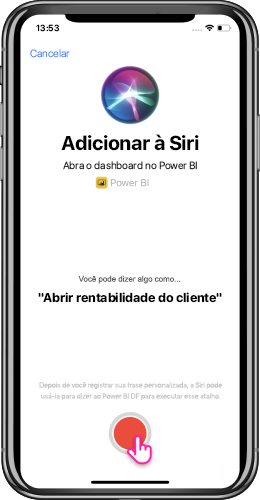 13:53
Cancelar
Adicionar à Siri
Abra o dashboard no Power BI
Power BI
Você pode dizer algo como...
"Abrir rentabilidade do cliente"
Depois de você registrar sua frase personalizada, a Siri pode
usá-la para dizer ao Power BI DF para executar esse atalho.